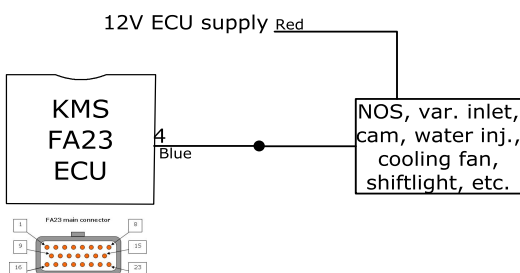 12V ECU supply Red
KMS
FA23
ECU
4
Blue
NOS, var. inlet,
cam, water inj.,
cooling fan,
shiftlight, etc.
FA23 main connector
1
8
9
15
16
23